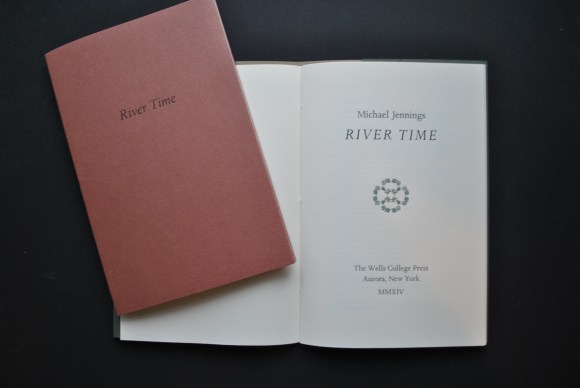 River Time
Michael Jennings
RIVER TIME
The Wells College Press
Aurora, New York
MMXIV